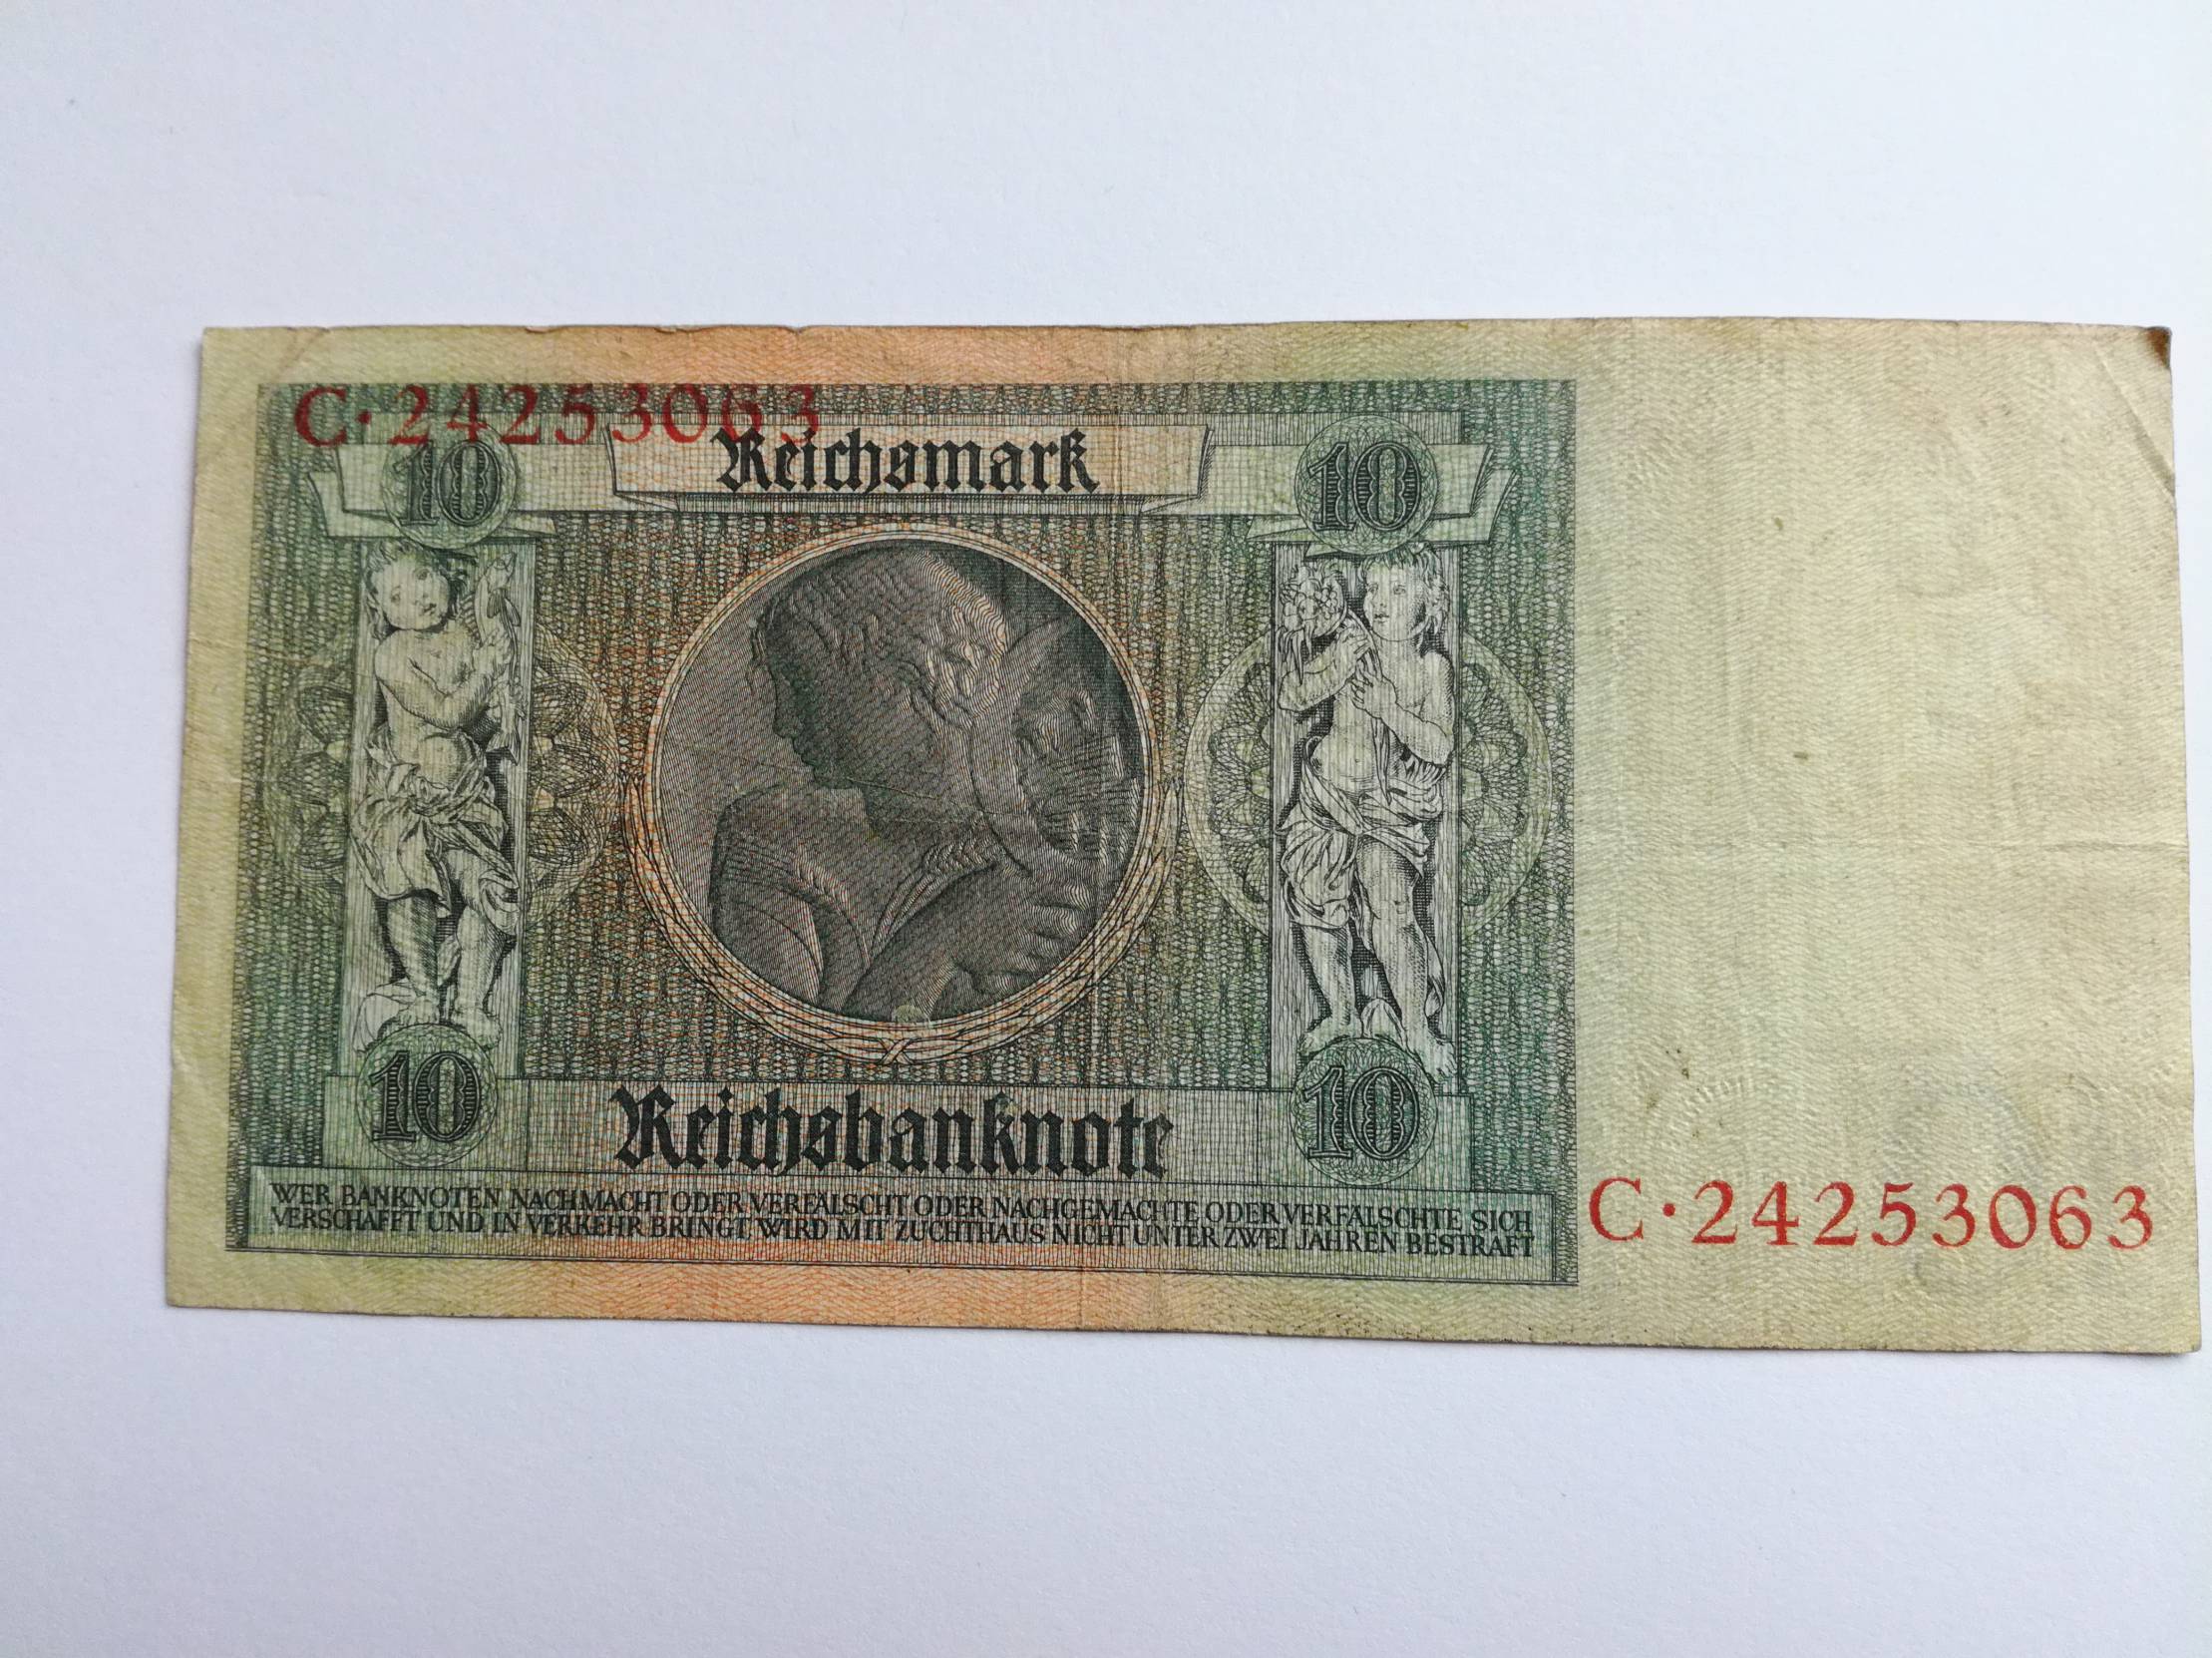 C·24253063
10 Reichsmark 10
10 Reichsbanknote 10
WER BANKNOTEN NACHMACHT ODER VERFÄLSCHT ODER NACHGEMACHTE ODER VERFÄLSCHTE SICH
VERSCHAFFT UND IN VERKEHR BRINGT, WIRD MIT ZUCHTHAUS NICHT UNTER ZWEI JAHREN BESTRAFT
C·24253063